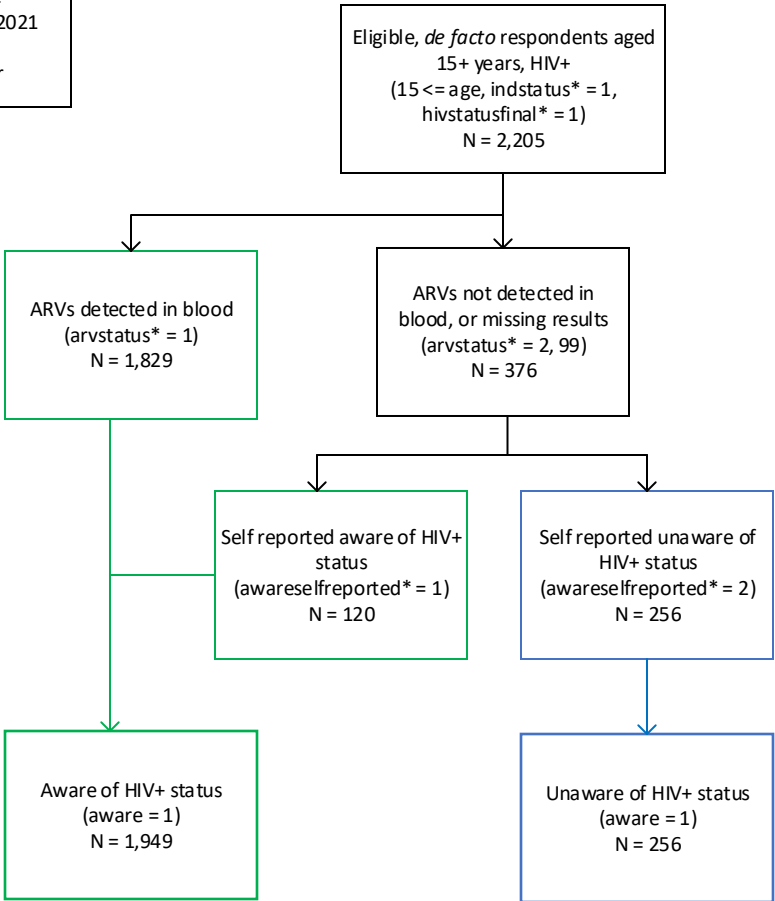 2021
r
Eligible, de facto respondents aged
15+ years, HIV+
(15 <= age, indstatus* = 1,
hivstatusfinal* = 1)
N = 2,205
ARVs detected in blood
(arvstatus* = 1)
N = 1,829
ARVs not detected in
blood, or missing results
(arvstatus* = 2, 99)
N = 376
Self reported aware of HIV+
status
(awareselfreported* = 1)
N = 120
Self reported unaware of
HIV+ status
(awareselfreported* = 2)
N = 256
Aware of HIV+ status
(aware = 1)
N = 1,949
Unaware of HIV+ status
(aware = 1)
N = 256